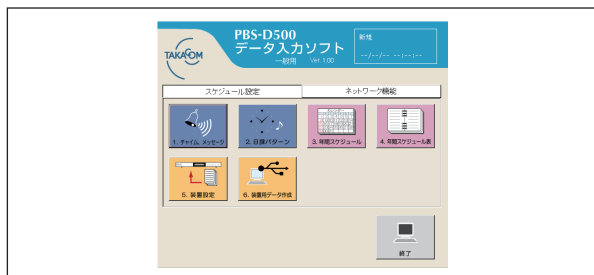 TAKACOM
PBS-D500
データ入力ソフト
一般用 Ver. 1.00
新規
--/--/-- --:--:--
スケジュール設定
ネットワーク機能
1. チャイム、メッセージ
2. 日課パターン
3. 年間スケジュール
4. 年間スケジュール表
5. 装置設定
6. 装置用データ作成
終了